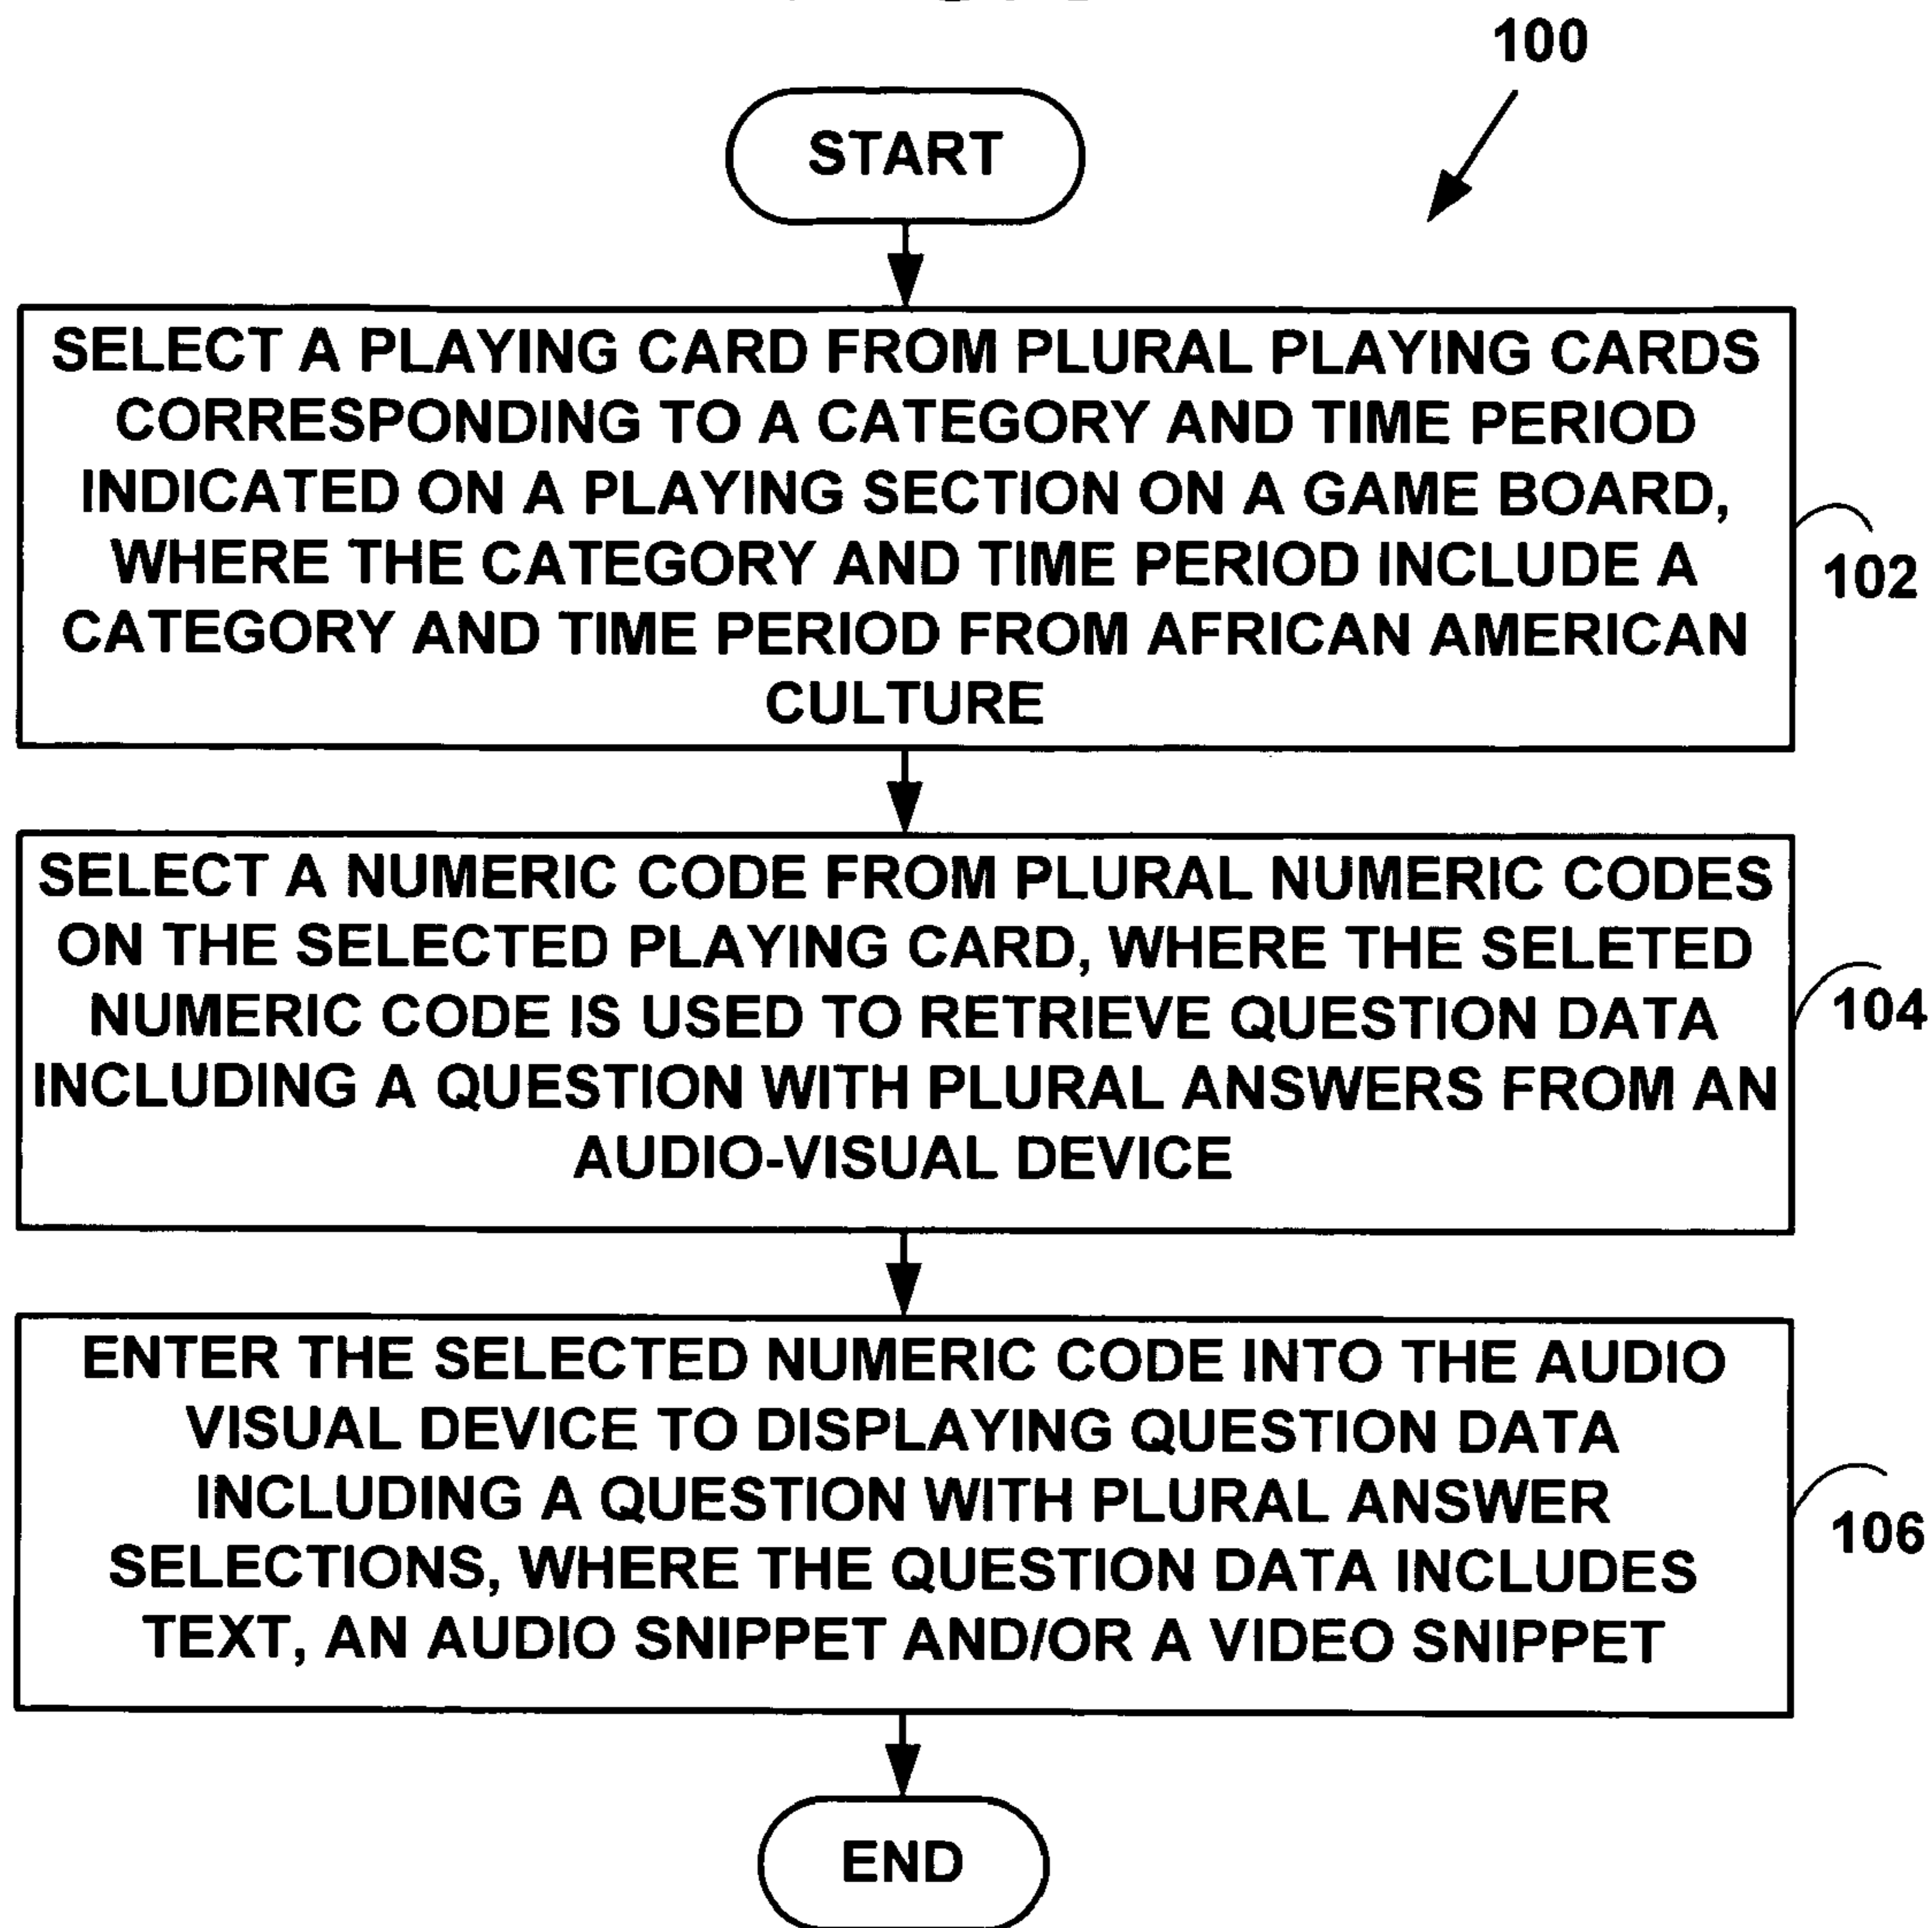 100
START
SELECT A PLAYING CARD FROM PLURAL PLAYING CARDS
CORRESPONDING TO A CATEGORY AND TIME PERIOD
INDICATED ON A PLAYING SECTION ON A GAME BOARD,
WHERE THE CATEGORY AND TIME PERIOD INCLUDE A
CATEGORY AND TIME PERIOD FROM AFRICAN AMERICAN
CULTURE
102
SELECT A NUMERIC CODE FROM PLURAL NUMERIC CODES
ON THE SELECTED PLAYING CARD, WHERE THE SELETED
NUMERIC CODE IS USED TO RETRIEVE QUESTION DATA
INCLUDING A QUESTION WITH PLURAL ANSWERS FROM AN
AUDIO-VISUAL DEVICE
104
ENTER THE SELECTED NUMERIC CODE INTO THE AUDIO
VISUAL DEVICE TO DISPLAYING QUESTION DATA
INCLUDING A QUESTION WITH PLURAL ANSWER
SELECTIONS, WHERE THE QUESTION DATA INCLUDES
TEXT, AN AUDIO SNIPPET AND/OR A VIDEO SNIPPET
106
END